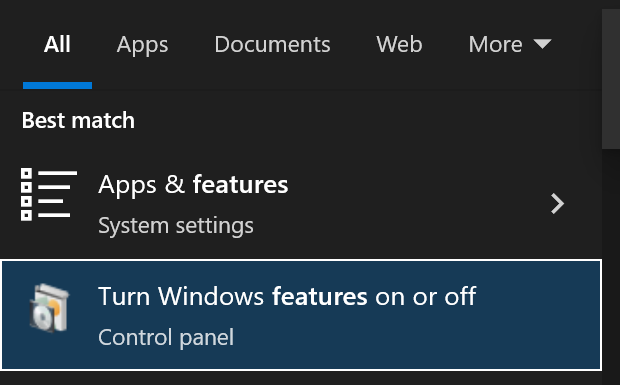 All Apps Documents Web More
Best match
Apps & features
System settings
Turn Windows features on or off
Control panel